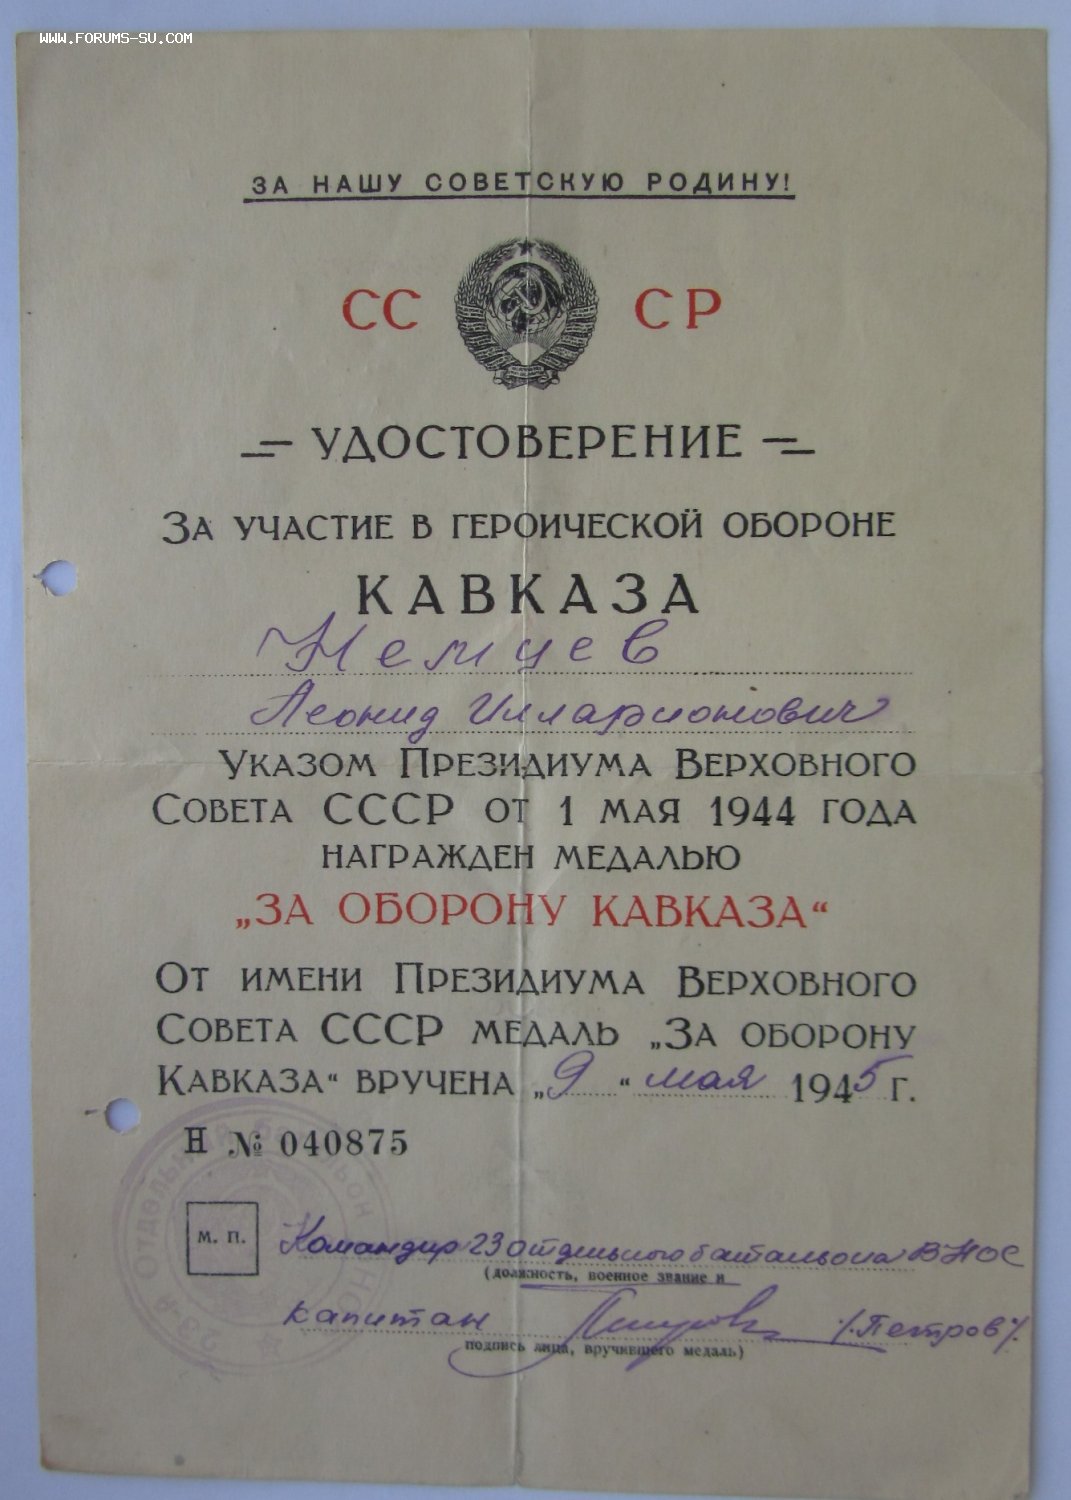 WWW.FORUMS-SU.COM
ЗА НАШУ СОВЕТСКУЮ РОДИНУ!
СС СР
УДОСТОВЕРЕНИЕ
ЗА УЧАСТИЕ В ГЕРОИЧЕСКОЙ ОБОРОНЕ
КАВКАЗА
Немцев
Леонид Илларионович
УКАЗОМ ПРЕЗИДИУМА ВЕРХОВНОГО
СОВЕТА СССР ОТ 1 МАЯ 1944 ГОДА
НАГРАЖДЕН МЕДАЛЬЮ
„ЗА ОБОРОНУ КАВКАЗА“
ОТ ИМЕНИ ПРЕЗИДИУМА ВЕРХОВНОГО
СОВЕТА СССР МЕДАЛЬ „ЗА ОБОРОНУ
КАВКАЗА“ ВРУЧЕНА „9“ мая 1945 Г.
Н № 040875
М. П.
Командир 23 отдельного батальона ВНОС
(должность, военное звание и
капитан Петров /Петров/.
подпись лица, вручившего медаль)